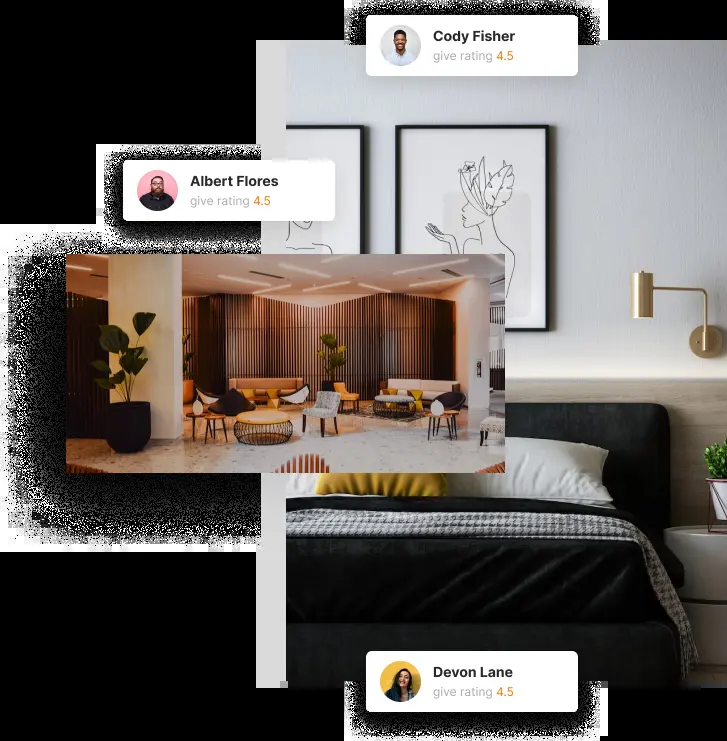 Cody Fisher
give rating 4.5
Albert Flores
give rating 4.5
Devon Lane
give rating 4.5